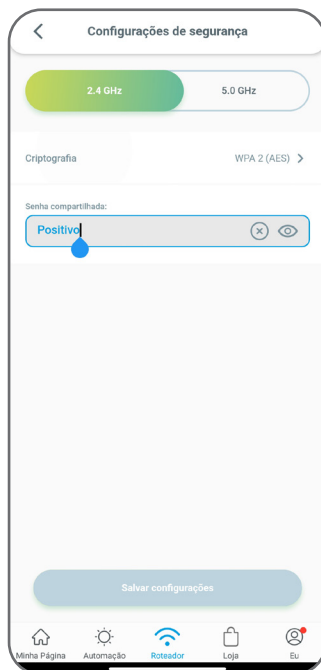 Configurações de segurança
2.4 GHz 5.0 GHz
Criptografia WPA 2 (AES)
Senha compartilhada:
Positivo
Salvar configurações
Minha Página Automação Roteador Loja Eu